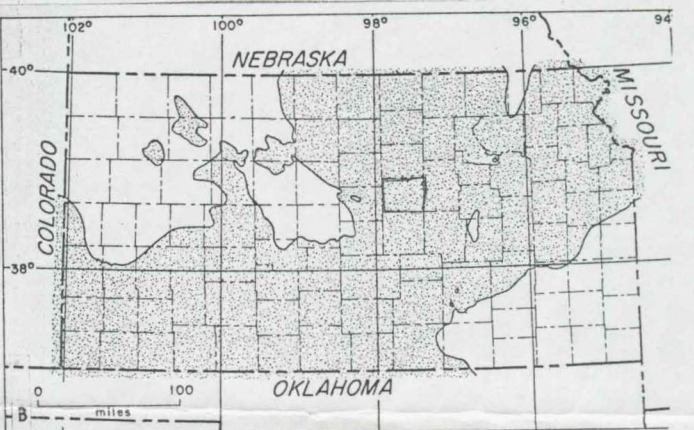 102° 100° 98° 96° 94
NEBRASKA
40°
MISSOURI
COLORADO
38°
OKLAHOMA
0 100
miles
B